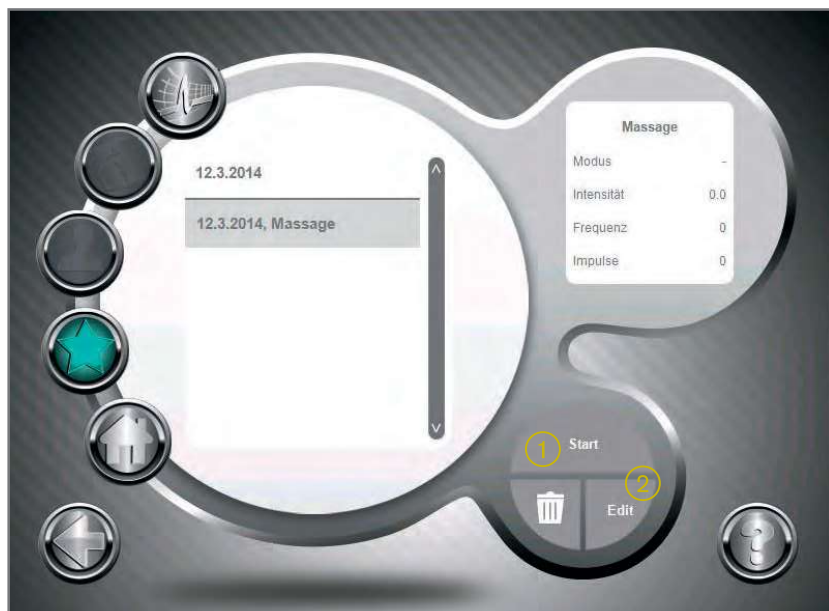 12.3.2014
12.3.2014, Massage
Massage
Modus -
Intensität 0.0
Frequenz 0
Impulse 0
1 Start
2
Edit
?